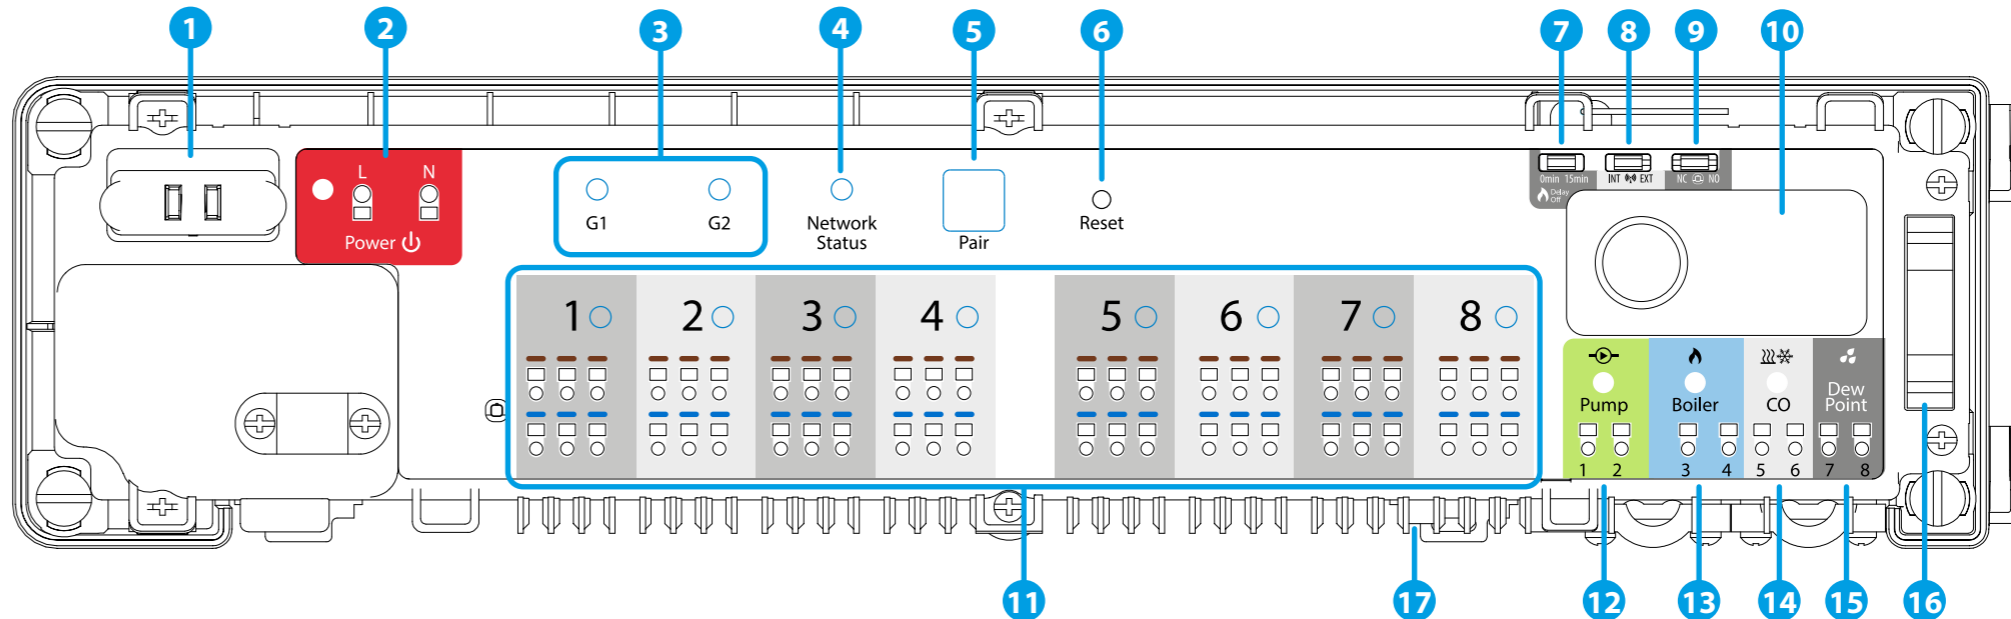 1 2 3 4 5 6 7 8 9 10
L N
Power
G1 G2
Network
Status
Pair
Reset
0min 15min
Delay
Off
INT EXT
NC NO
1 2 3 4 5 6 7 8
Pump Boiler CO Dew
Point
1 2 3 4 5 6 7 8
11 17 12 13 14 15 16